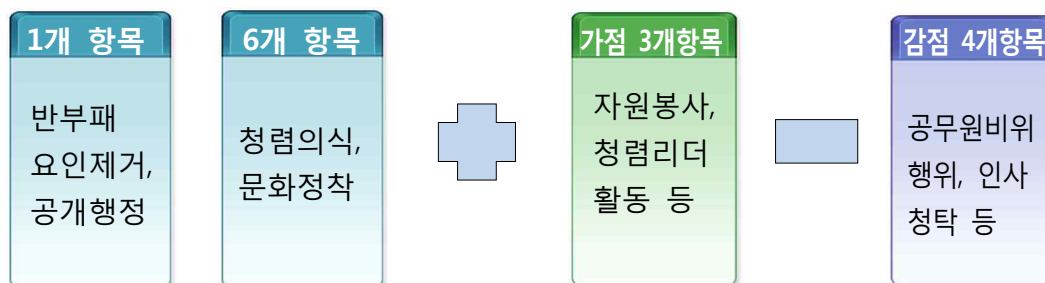 1개 항목
반부패
요인제거,
공개행정
6개 항목
청렴의식,
문화정착
가점 3개항목
자원봉사,
청렴리더
활동 등
감점 4개항목
공무원비위
행위, 인사
청탁 등